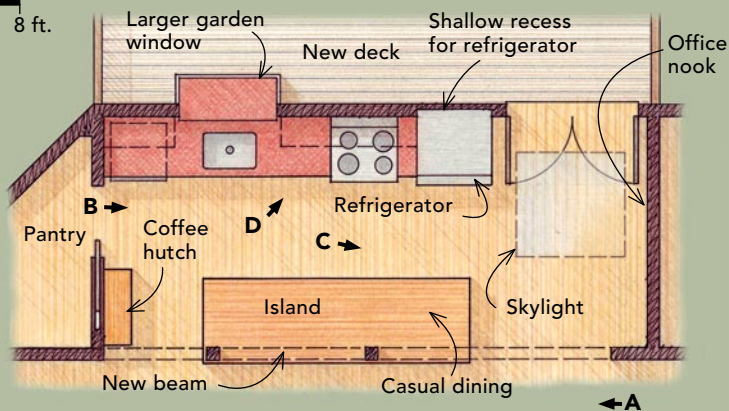 8 ft.
Larger garden
window
New deck
Shallow recess
for refrigerator
Office
nook
B
D
Refrigerator
Pantry
Coffee
hutch
C
Island
Skylight
New beam
Casual dining
A